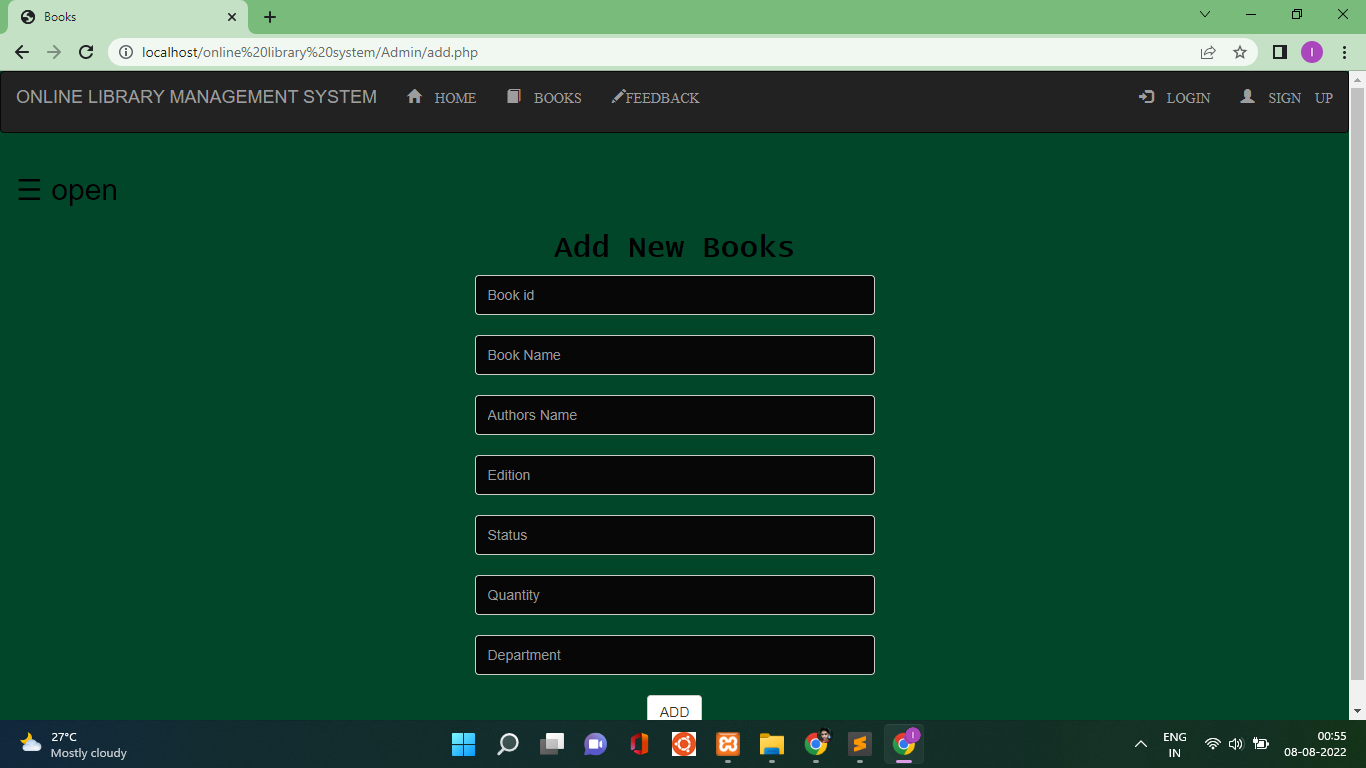 Books
localhost/online%20library%20system/Admin/add.php
I
ONLINE LIBRARY MANAGEMENT SYSTEM HOME BOOKS FEEDBACK LOGIN SIGN UP
☰ open
Add New Books
Book id
Book Name
Authors Name
Edition
Status
Quantity
Department
ADD
27°C
Mostly cloudy
I
ENG
IN
00:55
08-08-2022